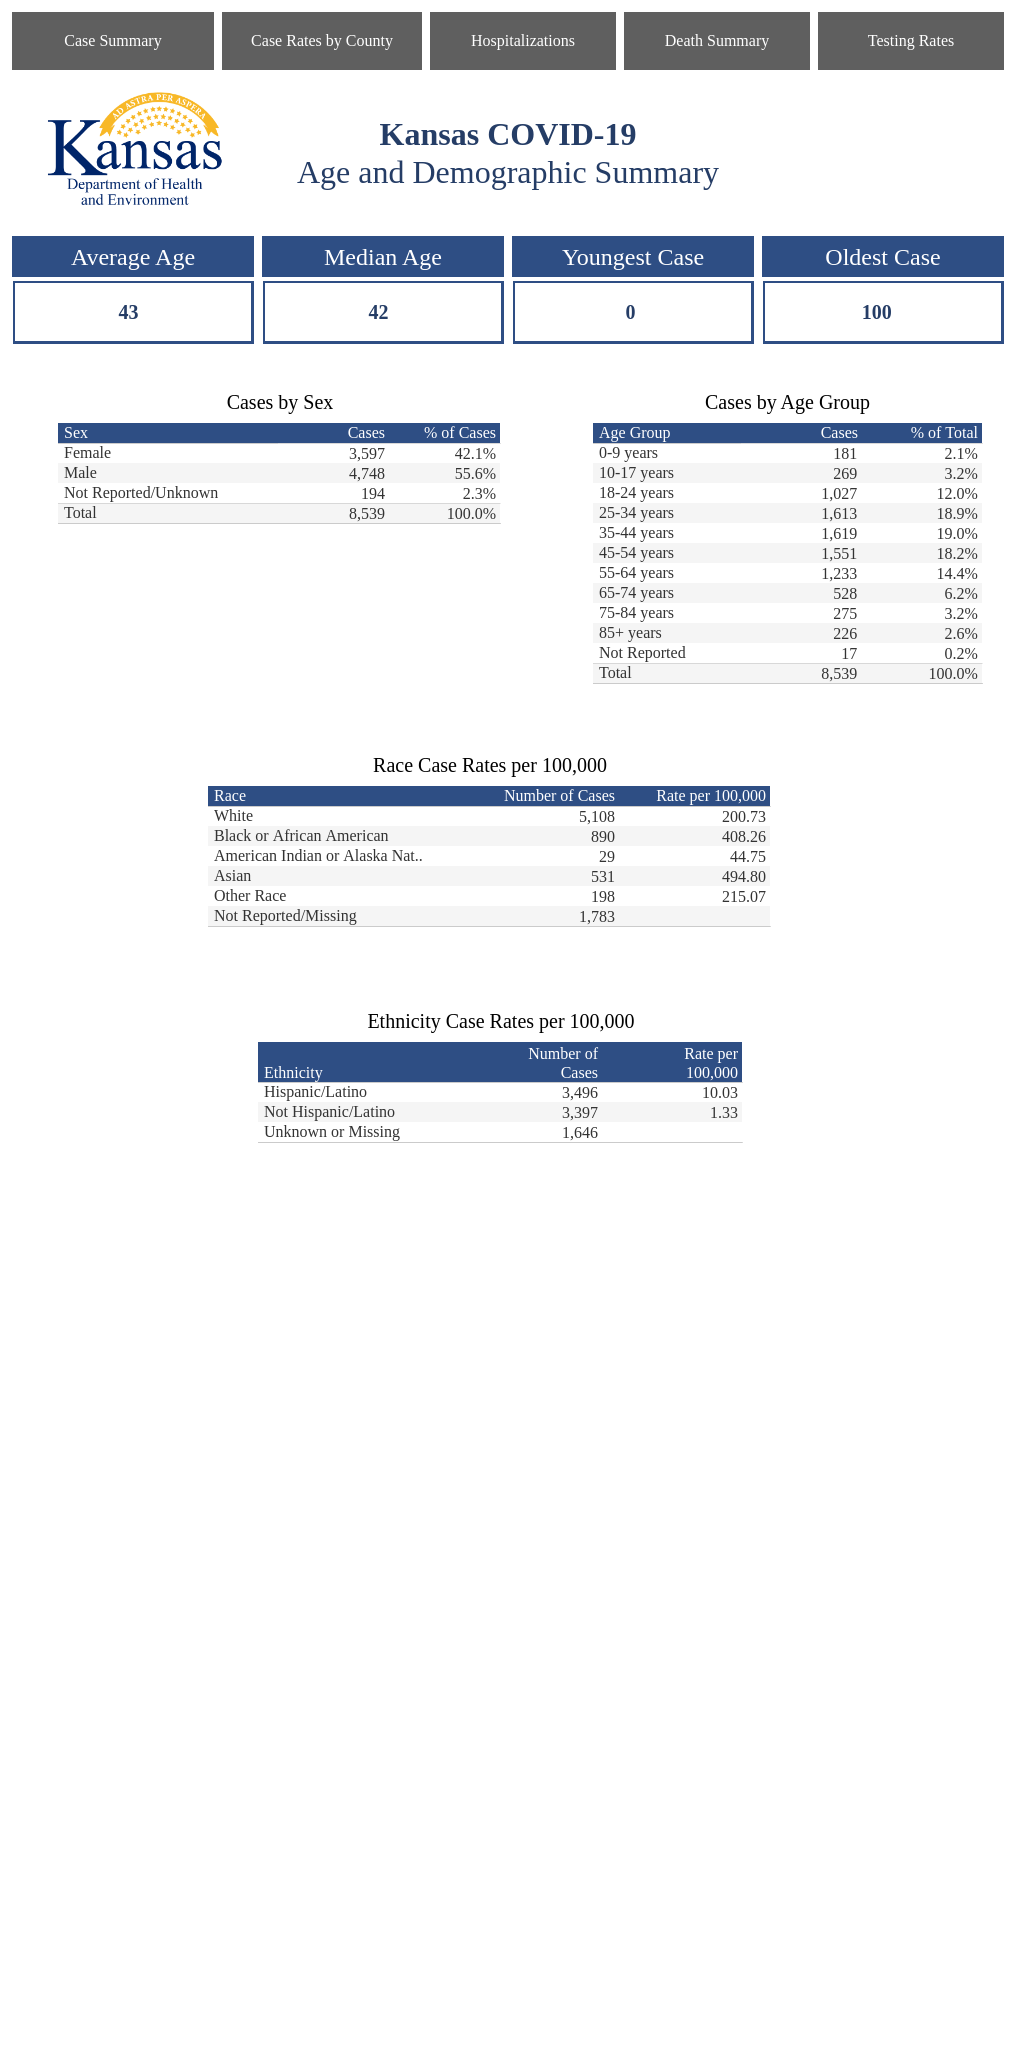 Case Summary Case Rates by County Hospitalizations Death Summary Testing Rates
AD ASTRA PER ASPERA
Kansas
Department of Health
and Environment
Kansas COVID-19
Age and Demographic Summary
Average Age Median Age Youngest Case Oldest Case
43 42 0 100
Cases by Sex
Sex Cases % of Cases
Female 3,597 42.1%
Male 4,748 55.6%
Not Reported/Unknown 194 2.3%
Total 8,539 100.0%
Cases by Age Group
Age Group Cases % of Total
0-9 years 181 2.1%
10-17 years 269 3.2%
18-24 years 1,027 12.0%
25-34 years 1,613 18.9%
35-44 years 1,619 19.0%
45-54 years 1,551 18.2%
55-64 years 1,233 14.4%
65-74 years 528 6.2%
75-84 years 275 3.2%
85+ years 226 2.6%
Not Reported 17 0.2%
Total 8,539 100.0%
Race Case Rates per 100,000
Race Number of Cases Rate per 100,000
White 5,108 200.73
Black or African American 890 408.26
American Indian or Alaska Nat.. 29 44.75
Asian 531 494.80
Other Race 198 215.07
Not Reported/Missing 1,783
Ethnicity Case Rates per 100,000
Number of Rate per
Ethnicity Cases 100,000
Hispanic/Latino 3,496 10.03
Not Hispanic/Latino 3,397 1.33
Unknown or Missing 1,646